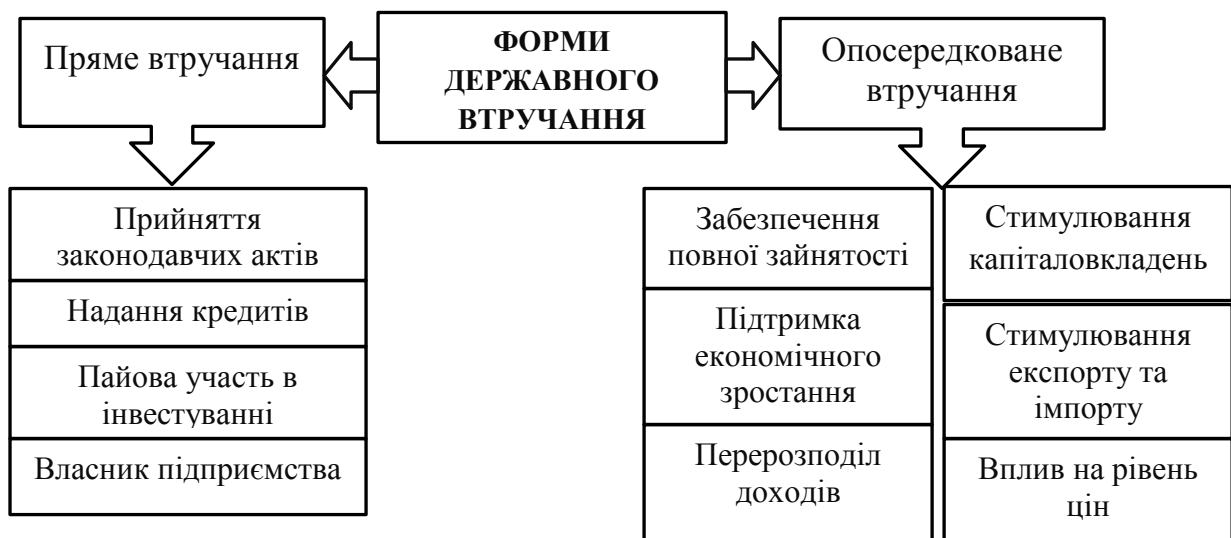 Пряме втручання
ФОРМИ
ДЕРЖАВНОГО
ВТРУЧАННЯ
Опосередковане
втручання
Прийняття
законодавчих актів
Надання кредитів
Пайова участь в
інвестуванні
Власник підприємства
Забезпечення
повної зайнятості
Підтримка
економічного
зростання
Перерозподіл
доходів
Стимулювання
капіталовкладень
Стимулювання
експорту та
імпорту
Вплив на рівень
цін